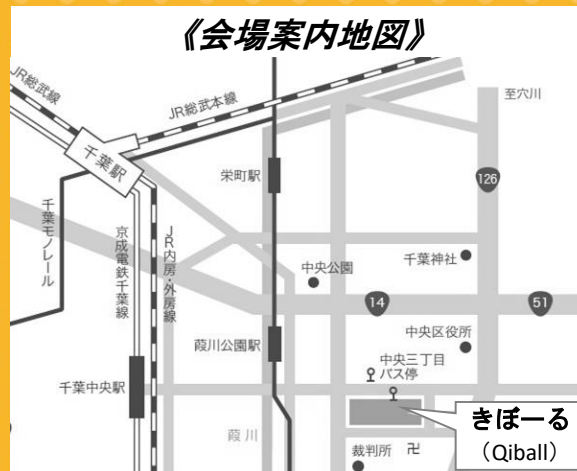 《会場案内地図》
JR総武線
JR総武本線
至穴川
千葉駅
栄町駅
126
千葉モノレール
京成電鉄千葉線
JR内房・外房線
中央公園
千葉神社
14
51
葭川公園駅
中央区役所
中央三丁目
バス停
千葉中央駅
きぼーる
(Qiball)
葭川
裁判所
卍